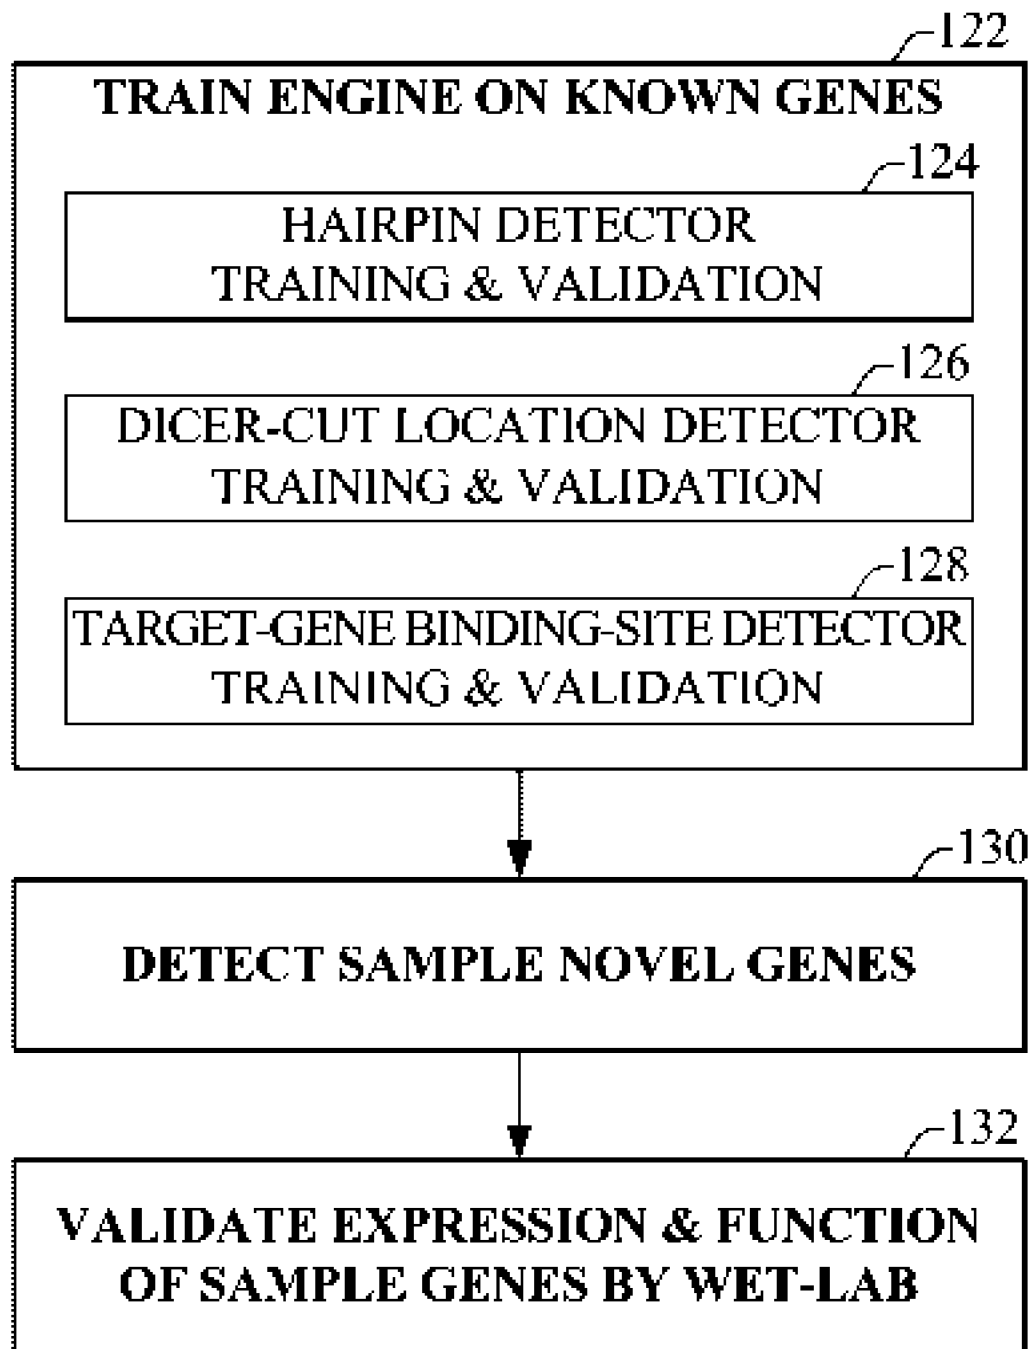 122
TRAIN ENGINE ON KNOWN GENES
124
HAIRPIN DETECTOR
TRAINING & VALIDATION
126
DICER-CUT LOCATION DETECTOR
TRAINING & VALIDATION
128
TARGET-GENE BINDING-SITE DETECTOR
TRAINING & VALIDATION
130
DETECT SAMPLE NOVEL GENES
132
VALIDATE EXPRESSION & FUNCTION
OF SAMPLE GENES BY WET-LAB